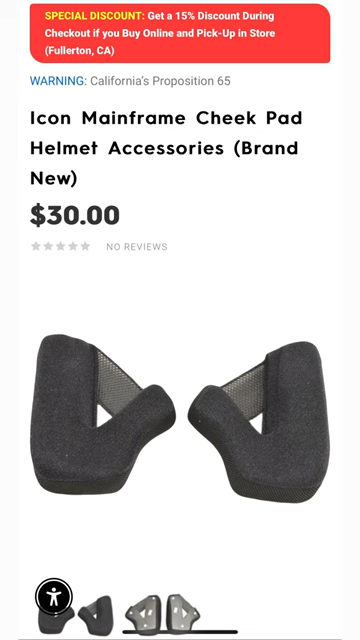 SPECIAL DISCOUNT: Get a 15% Discount During
Checkout if you Buy Online and Pick-Up in Store
(Fullerton, CA)
WARNING: California's Proposition 65
Icon Mainframe Cheek Pad
Helmet Accessories (Brand
New)
$30.00
NO REVIEWS